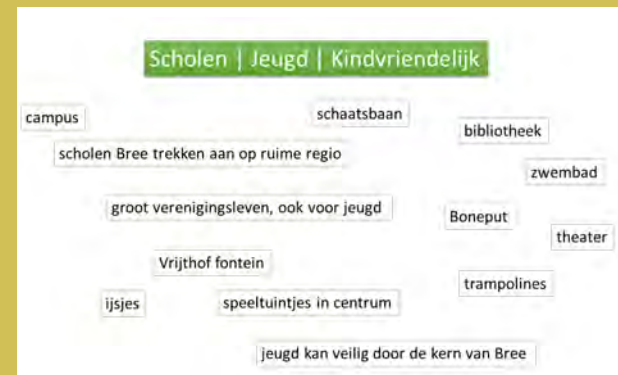 Scholen | Jeugd | Kindvriendelijk
campus
schaatsbaan
bibliotheek
scholen Bree trekken aan op ruime regio
zwembad
groot verenigingsleven, ook voor jeugd
Boneput
theater
Vrijthof fontein
trampolines
ijsjes
speeltuintjes in centrum
jeugd kan veilig door de kern van Bree